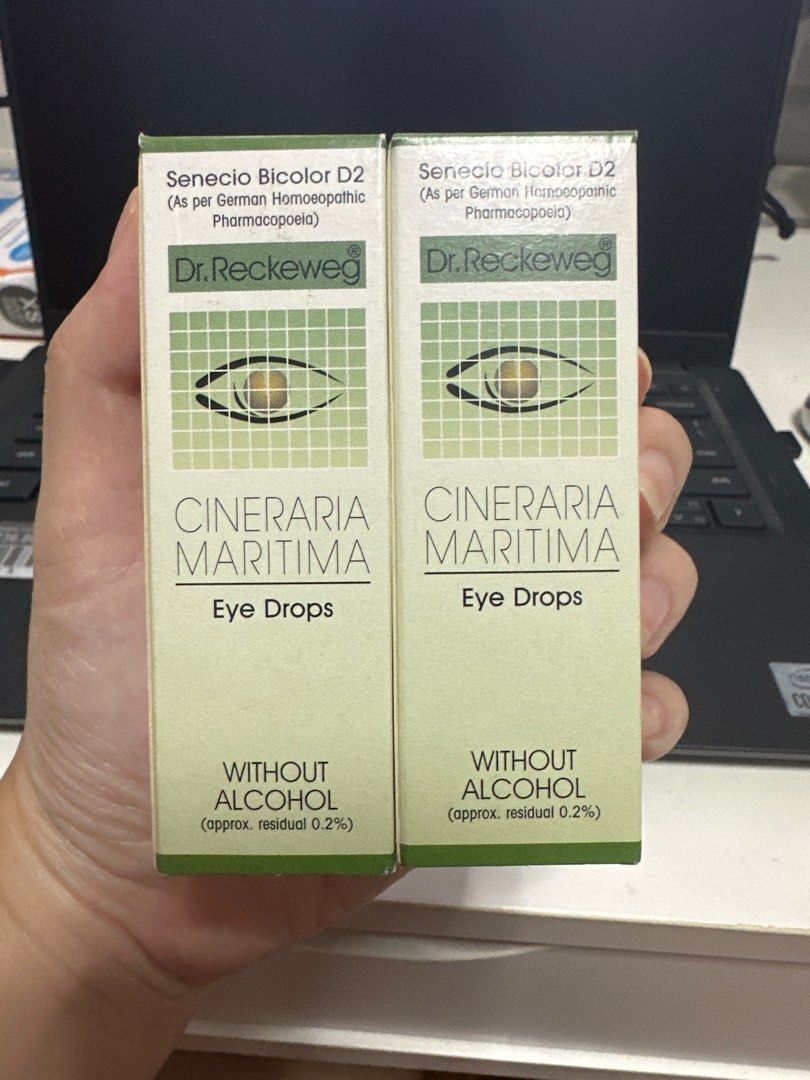 Senecio Bicolor D2
(As per German Homoeopathic
Pharmacopoeia)
Dr.Reckeweg®
CINERARIA
MARITIMA
Eye Drops
WITHOUT
ALCOHOL
(approx. residual 0.2%)
Senecio Bicolor D2
(As per German Homoeopathic
Pharmacopoeia)
Dr.Reckeweg®
CINERARIA
MARITIMA
Eye Drops
WITHOUT
ALCOHOL
(approx. residual 0.2%)